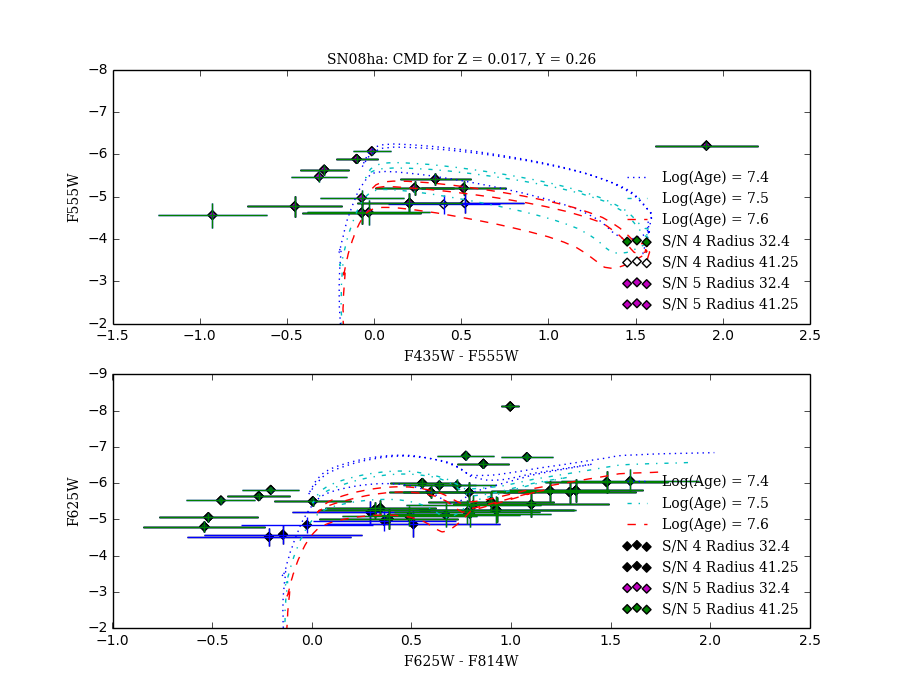 SN08ha: CMD for Z = 0.017, Y = 0.26
−8
−7
−6
−5
−4
−3
−2
F555W
Log(Age) = 7.4
Log(Age) = 7.5
Log(Age) = 7.6
S/N 4 Radius 32.4
S/N 4 Radius 41.25
S/N 5 Radius 32.4
S/N 5 Radius 41.25
−1.5 −1.0 −0.5 0.0 0.5 1.0 1.5 2.0 2.5
F435W - F555W
−9
−8
−7
−6
−5
−4
−3
−2
F625W
Log(Age) = 7.4
Log(Age) = 7.5
Log(Age) = 7.6
S/N 4 Radius 32.4
S/N 4 Radius 41.25
S/N 5 Radius 32.4
S/N 5 Radius 41.25
−1.0 −0.5 0.0 0.5 1.0 1.5 2.0 2.5
F625W - F814W